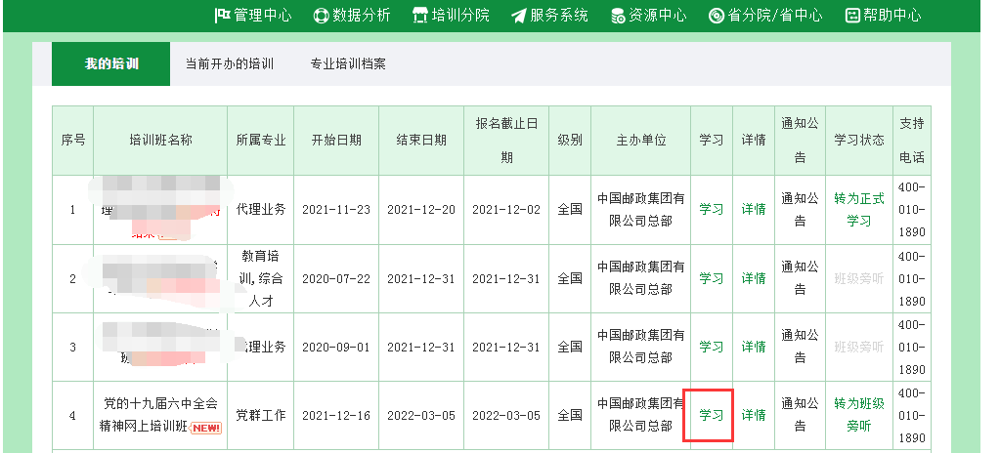 管理中心 数据分析 培训分院 服务系统 资源中心 省分院/省中心 帮助中心
我的培训 当前开办的培训 专业培训档案
序号 培训班名称 所属专业 开始日期 结束日期 报名截止日期 级别 主办单位 学习 详情 通知公告 学习状态 支持电话
1 代理业务 2021-11-23 2021-12-20 2021-12-02 全国 中国邮政集团有限公司总部 学习 详情 通知公告 转为正式学习 400-010-1890
2 教育培训,综合人才 2020-07-22 2021-12-31 2021-12-31 全国 中国邮政集团有限公司总部 学习 详情 通知公告 班级旁听 400-010-1890
3 理业务 2020-09-01 2021-12-31 2021-12-31 全国 中国邮政集团有限公司总部 学习 详情 通知公告 班级旁听 400-010-1890
4 党的十九届六中全会精神网上培训班 NEW! 党群工作 2021-12-16 2022-03-05 2022-03-05 全国 中国邮政集团有限公司总部 学习 详情 通知公告 转为班级旁听 400-010-1890